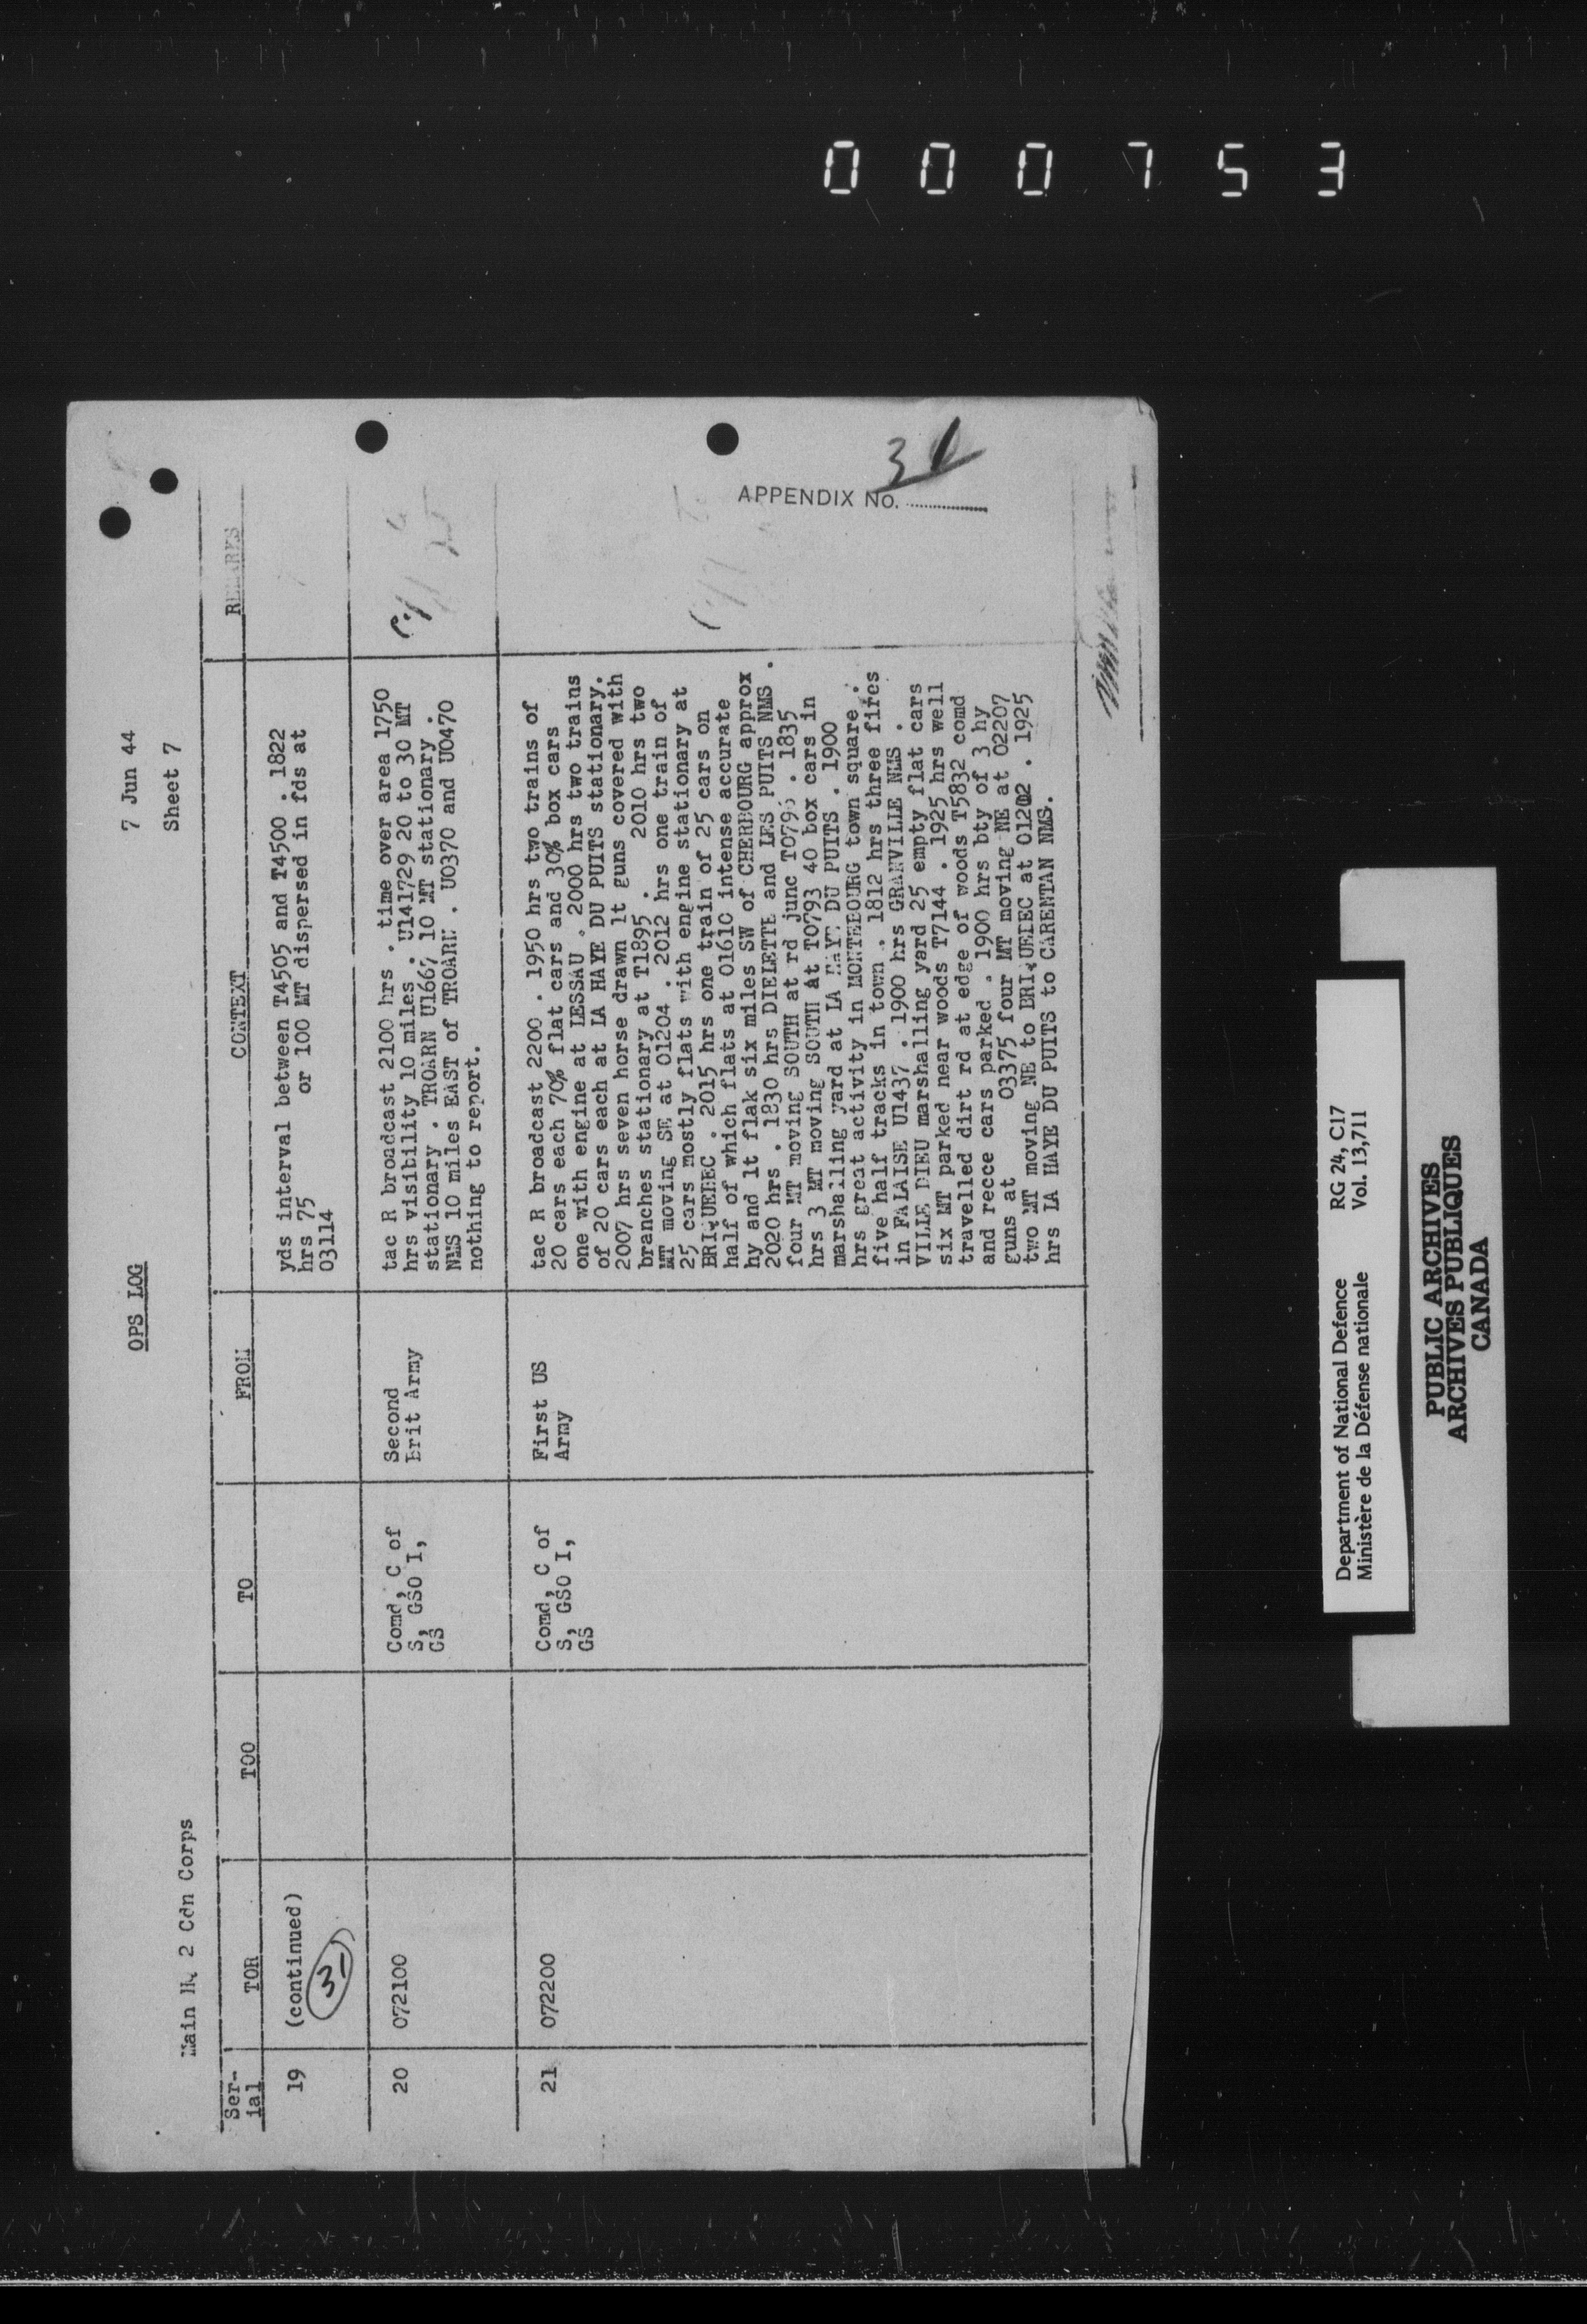 000753
OPS LOG
7 Jun 44
Main HQ 2 Cdn Corps
Sheet 7
Ser-ial TOR TOO TO FROM CONTEXT REMARKS
19 (continued)
31
yds interval between T4505 and T4500 . 1822
hrs 75 or 100 MT dispersed in fds at
03114
20 072100
Comd, C of
S, GSO I,
GS
Second
Brit Army
tac R broadcast 2100 hrs . time over area 1750
hrs visibility 10 miles . U141729 20 to 30 MT
stationary . TROARN U1667 10 MT stationary .
NMS 10 miles EAST of TROARN . U0370 and U0470
nothing to report.
21 072200
Comd, C of
S, GSO I,
GS
First US
Army
tac R broadcast 2200 . 1950 hrs two trains of
20 cars each 70% flat cars and 30% box cars
one with engine at LESSAU . 2000 hrs two trains
of 20 cars each at LA HAYE DU PUITS stationary.
2007 hrs seven horse drawn lt guns covered with
branches stationary at T1895 . 2010 hrs two
MT moving SE at O1204 . 2012 hrs one train of
25 cars mostly flats with engine stationary at
BRIQUEBEC . 2015 hrs one train of 25 cars on
half of which flats at O1610 intense accurate
hy and lt flak six miles SW of CHERBOURG approx
2020 hrs . 1830 hrs DIELETTE and LES PUITS NMS .
four MT moving SOUTH at rd junc . 1835
hrs 3 MT moving SOUTH at T0793 40 box cars in
marshalling yard at LA HAYE DU PUITS . 1900
hrs great activity in MONTEBOURG town square .
five half tracks in town . 1812 hrs three fires
in FALAISE U1437 . 1900 hrs GRANVILLE NMS .
VILLE DIEU marshalling yard 25 empty flat cars
six MT parked near woods T7144 . 1925 hrs well
travelled dirt rd at edge of woods T5832 comd
and recce cars parked . 1900 hrs bty of 3 hy
guns at 03375 four MT moving NE at 02207
two MT moving NE to BRIQUEBEC at 01202 . 1925
hrs LA HAYE DU PUITS to CARENTAN NMS.
APPENDIX No.
Department of National Defence
Ministère de la Défense nationale
RG 24, C17
Vol. 13,711
PUBLIC ARCHIVES
ARCHIVES PUBLIQUES
CANADA